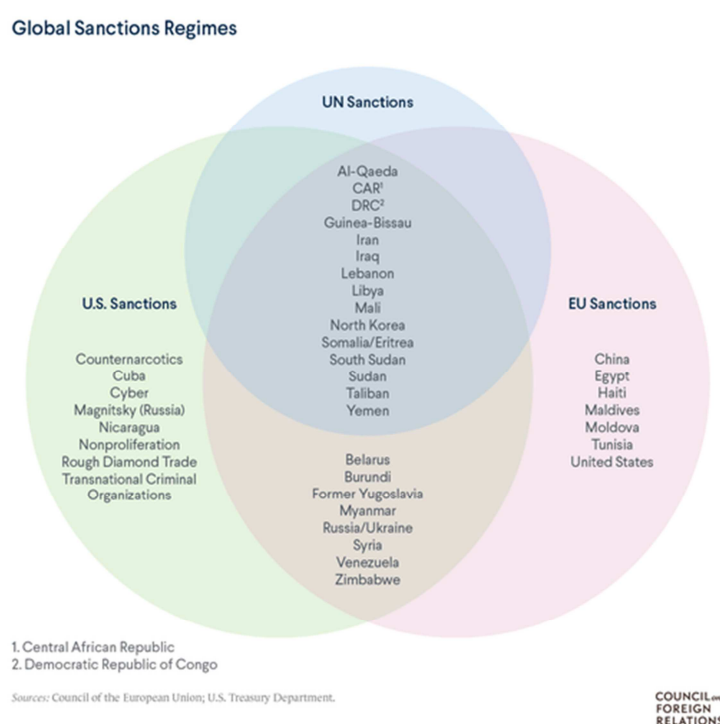 Global Sanctions Regimes
UN Sanctions
Al-Qaeda
CAR¹
DRC²
Guinea-Bissau
Iran
Iraq
Lebanon
Libya
Mali
North Korea
Somalia/Eritrea
South Sudan
Sudan
Taliban
Yemen
U.S. Sanctions
Counternarcotics
Cuba
Cyber
Magnitsky (Russia)
Nicaragua
Nonproliferation
Rough Diamond Trade
Transnational Criminal
Organizations
EU Sanctions
China
Egypt
Haiti
Maldives
Moldova
Tunisia
United States
Belarus
Burundi
Former Yugoslavia
Myanmar
Russia/Ukraine
Syria
Venezuela
Zimbabwe
1. Central African Republic
2. Democratic Republic of Congo
Sources: Council of the European Union; U.S. Treasury Department.
COUNCIL on
FOREIGN
RELATIONS